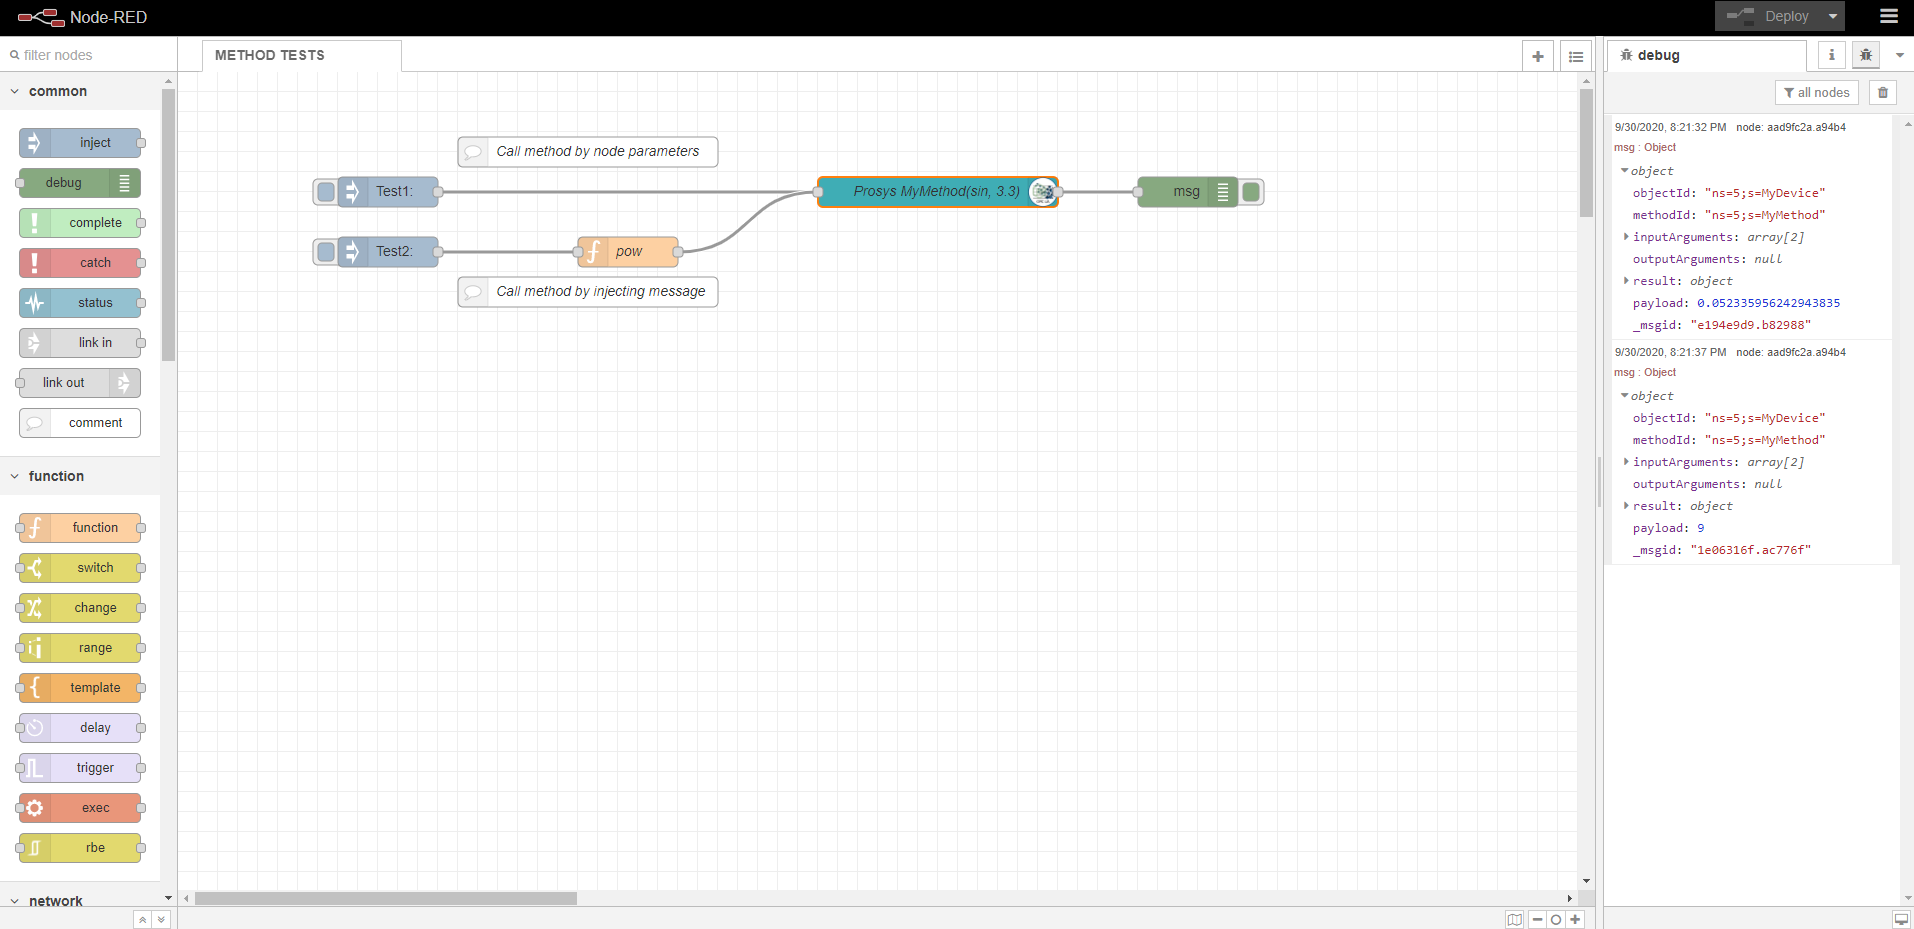 Node-RED
Deploy
filter nodes
common
inject
debug
complete
catch
status
link in
link out
comment
function
function
switch
change
range
template
delay
trigger
exec
rbe
network
METHOD TESTS
Call method by node parameters
Test1:
Prosys MyMethod(sin, 3.3)
msg
Test2:
pow
Call method by injecting message
debug
all nodes
9/30/2020, 8:21:32 PM node: aad9fc2a.a94b4
msg : Object
object
objectId: "ns=5;s=MyDevice"
methodId: "ns=5;s=MyMethod"
inputArguments: array[2]
outputArguments: null
result: object
payload: 0.052335956242943835
_msgid: "e194e9d9.b82988"
9/30/2020, 8:21:37 PM node: aad9fc2a.a94b4
msg : Object
object
objectId: "ns=5;s=MyDevice"
methodId: "ns=5;s=MyMethod"
inputArguments: array[2]
outputArguments: null
result: object
payload: 9
_msgid: "1e06316f.ac776f"